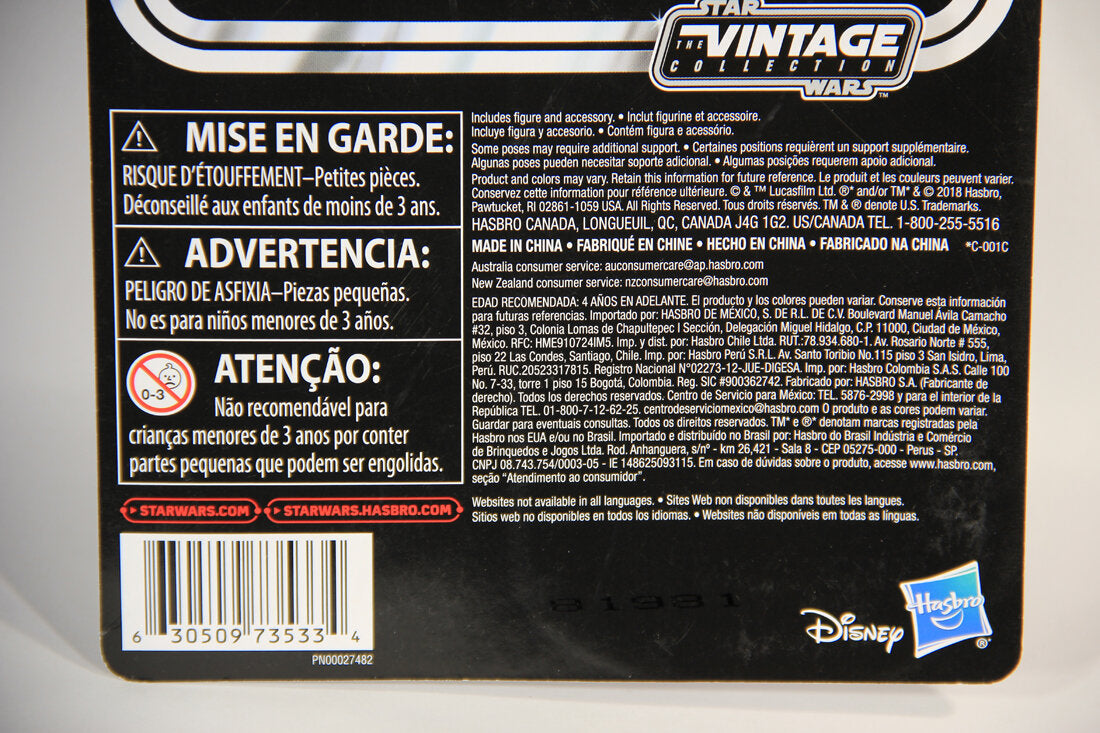 STAR
THE VINTAGE
COLLECTION
WARS™
MISE EN GARDE:
RISQUE D'ÉTOUFFEMENT–Petites pièces.
Déconseillé aux enfants de moins de 3 ans.
ADVERTENCIA:
PELIGRO DE ASFIXIA–Piezas pequeñas.
No es para niños menores de 3 años.
0-3
ATENÇÃO:
Não recomendável para
crianças menores de 3 anos por conter
partes pequenas que podem ser engolidas.
STARWARS.COM
STARWARS.HASBRO.COM
Includes figure and accessory. • Inclut figurine et accessoire.
Incluye figura y accesorio. • Contém figura e acessório.
Some poses may require additional support. • Certaines positions requièrent un support supplémentaire.
Algunas poses pueden necesitar soporte adicional. • Algumas posições requerem apoio adicional.
Product and colors may vary. Retain this information for future reference. Le produit et les couleurs peuvent varier.
Conservez cette information pour référence ultérieure. © & ™ Lucasfilm Ltd. ®* and/or TM* & © 2018 Hasbro,
Pawtucket, RI 02861-1059 USA. All Rights Reserved. Tous droits réservés. TM & ® denote U.S. Trademarks.
HASBRO CANADA, LONGUEUIL, QC, CANADA J4G 1G2. US/CANADA TEL. 1-800-255-5516
MADE IN CHINA • FABRIQUÉ EN CHINE • HECHO EN CHINA • FABRICADO NA CHINA *C-001C
Australia consumer service: auconsumercare@ap.hasbro.com
New Zealand consumer service: nzconsumercare@hasbro.com
EDAD RECOMENDADA: 4 AÑOS EN ADELANTE. El producto y los colores pueden variar. Conserve esta información
para futuras referencias. Importado por: HASBRO DE MÉXICO, S. DE R.L. DE C.V. Boulevard Manuel Ávila Camacho
#32, piso 3, Colonia Lomas de Chapultepec I Sección, Delegación Miguel Hidalgo, C.P. 11000, Ciudad de México,
México. RFC: HME910724IM5. Imp. y dist. por: Hasbro Chile Ltda. RUT.:78.934.680-1. Av. Rosario Norte # 555,
piso 22 Las Condes, Santiago, Chile. Imp. por: Hasbro Perú S.R.L. Av. Santo Toribio No.115 piso 3 San Isidro, Lima,
Perú. RUC.20523317815. Registro Nacional N°02273-12-JUE-DIGESA. Imp. por: Hasbro Colombia S.A.S. Calle 100
No. 7-33, torre 1 piso 15 Bogotá, Colombia. Reg. SIC #900362742. Fabricado por: HASBRO S.A. (Fabricante de
derecho). Todos los derechos reservados. Centro de Servicio para México: TEL. 5876-2998 y para el interior de la
República TEL. 01-800-7-12-62-25. centrodeserviciomexico@hasbro.com O produto e as cores podem variar.
Guardar para eventuais consultas. Todos os direitos reservados. TM* e ®* denotam marcas registradas pela
Hasbro nos EUA e/ou no Brasil. Importado e distribuído no Brasil por: Hasbro do Brasil Indústria e Comércio
de Brinquedos e Jogos Ltda. Rod. Anhanguera, s/nº - km 26,421 - Sala 8 - CEP 05275-000 - Perus - SP.
CNPJ 08.743.754/0003-05 - IE 148625093115. Em caso de dúvidas sobre o produto, acesse www.hasbro.com,
seção "Atendimento ao consumidor".
Websites not available in all languages. • Sites Web non disponibles dans toutes les langues.
Sitios web no disponibles en todos los idiomas. • Websites não disponíveis em todas as línguas.
6 30509 73533 4
PN00027482
81981
Disney
Hasbro®